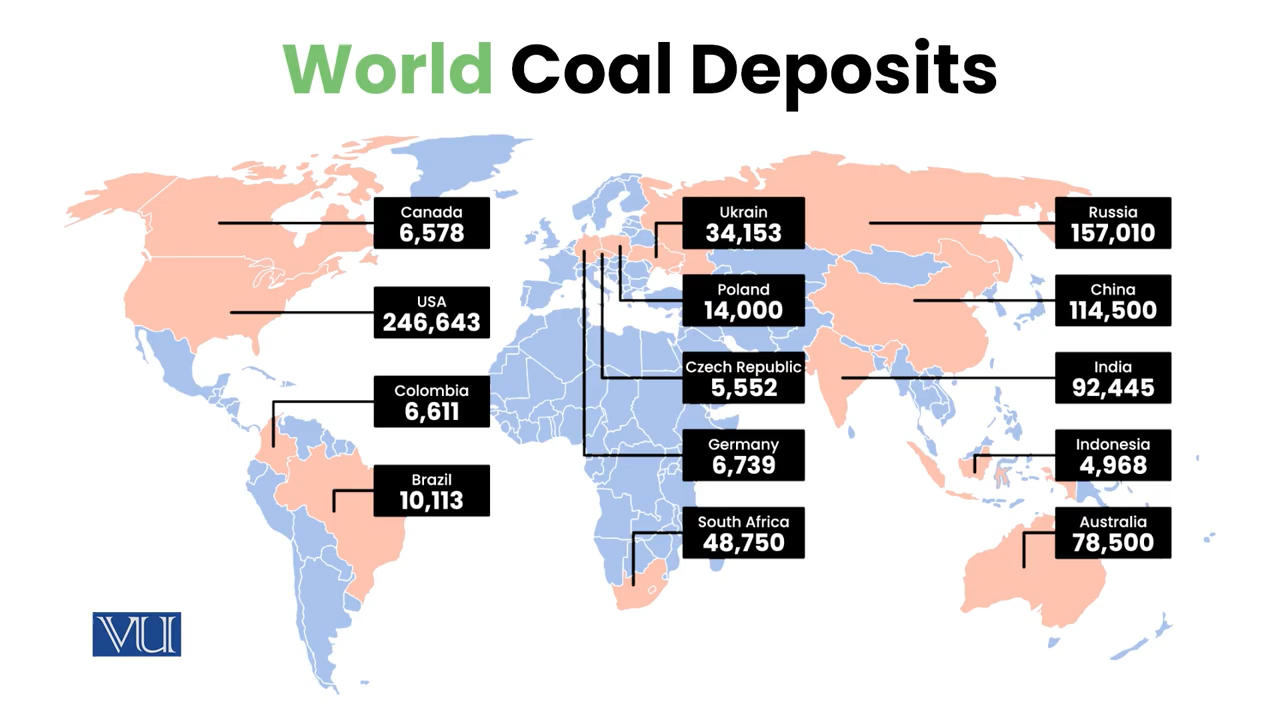 World Coal Deposits
Canada
6,578
USA
246,643
Colombia
6,611
Brazil
10,113
Ukrain
34,153
Poland
14,000
Czech Republic
5,552
Germany
6,739
South Africa
48,750
Russia
157,010
China
114,500
India
92,445
Indonesia
4,968
Australia
78,500
VU